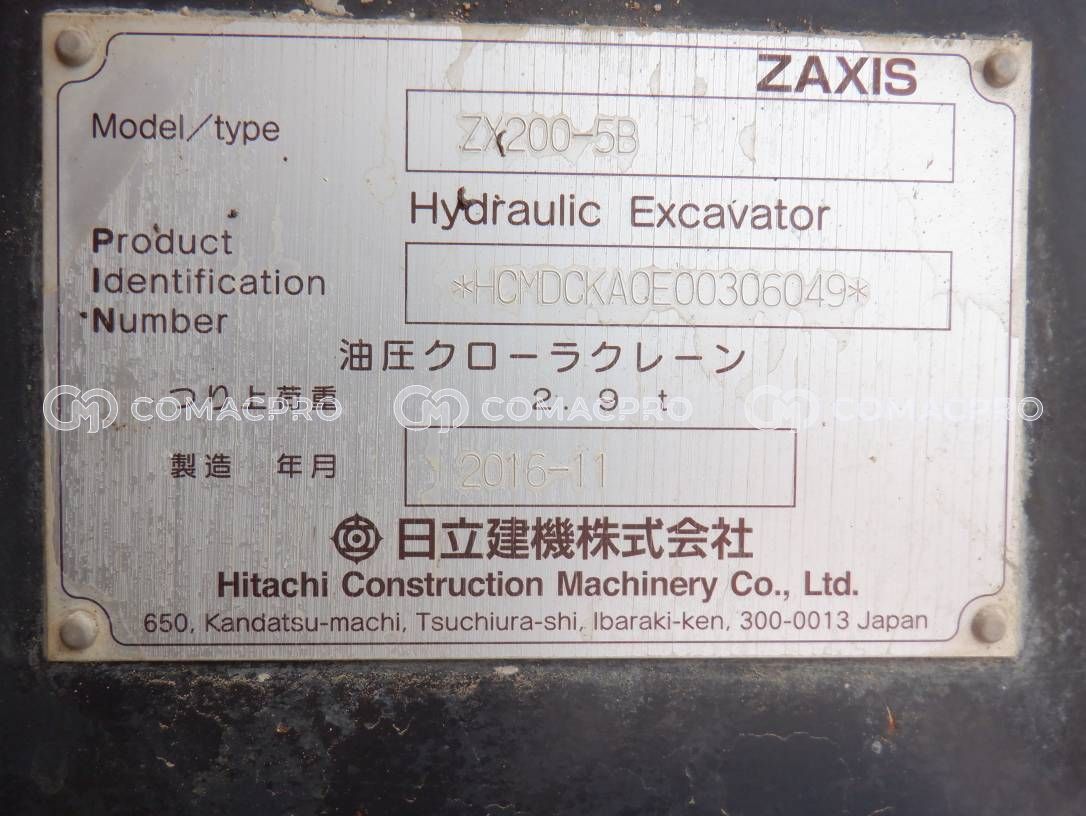 ZAXIS
Model/type ZX200-5B
Hydraulic Excavator
Product
Identification *HCMDCKA0E00306049*
Number
油圧クローラクレーン
つり上荷重 2.9 t
COMACPRO COMACPRO COMACPRO
製造 年月 2016-11
日立建機株式会社
Hitachi Construction Machinery Co., Ltd.
650, Kandatsu-machi, Tsuchiura-shi, Ibaraki-ken, 300-0013 Japan